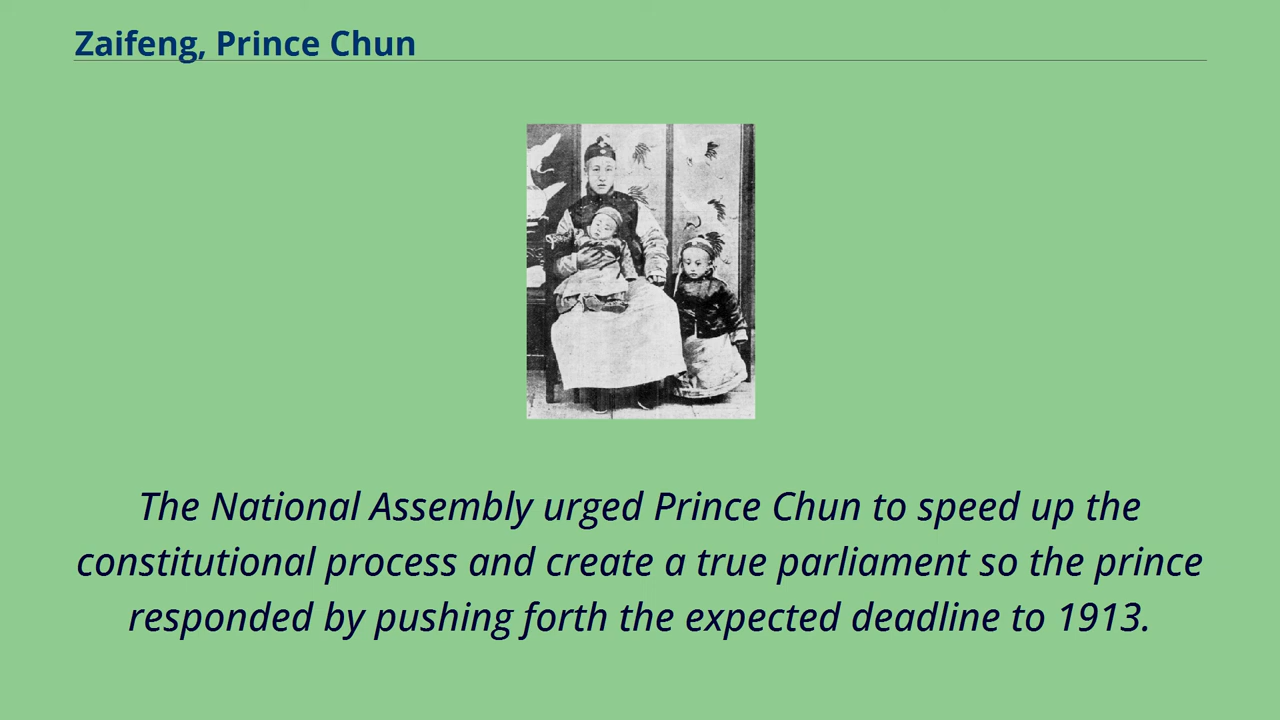 Zaifeng, Prince Chun
The National Assembly urged Prince Chun to speed up the
constitutional process and create a true parliament so the prince
responded by pushing forth the expected deadline to 1913.